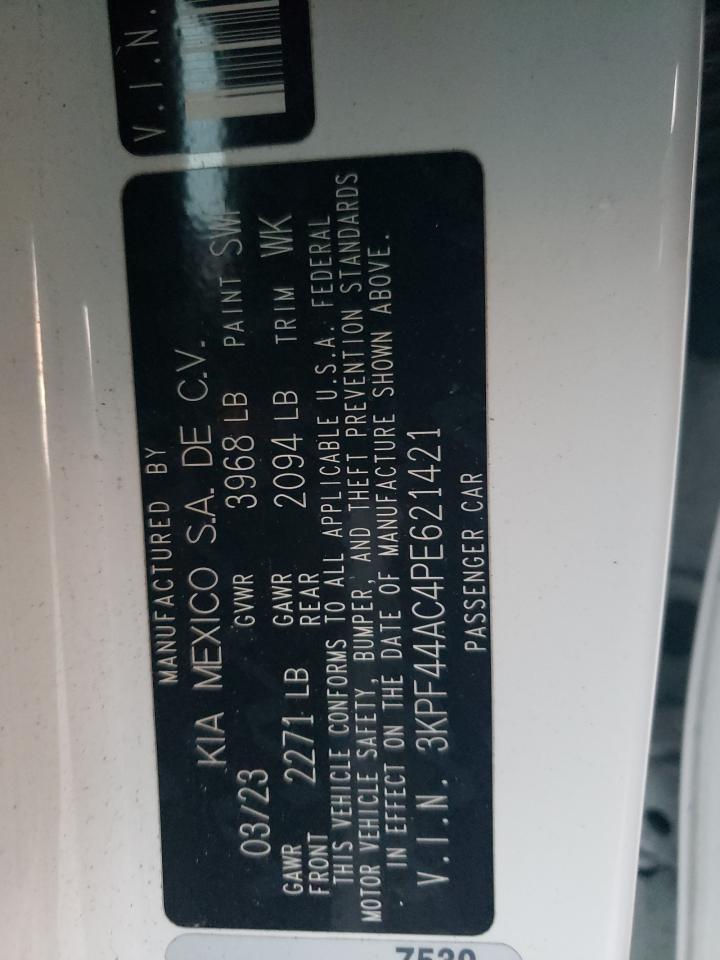 V.I.N.
MANUFACTURED BY
KIA MEXICO S.A. DE C.V.
03/23 GVWR 3968 LB PAINT SWP
GAWR FRONT 2271 LB GAWR REAR 2094 LB TRIM WK
THIS VEHICLE CONFORMS TO ALL APPLICABLE U.S.A. FEDERAL
MOTOR VEHICLE SAFETY, BUMPER, AND THEFT PREVENTION STANDARDS
IN EFFECT ON THE DATE OF MANUFACTURE SHOWN ABOVE.
V.I.N. 3KPF44AC4PE621421
PASSENGER CAR